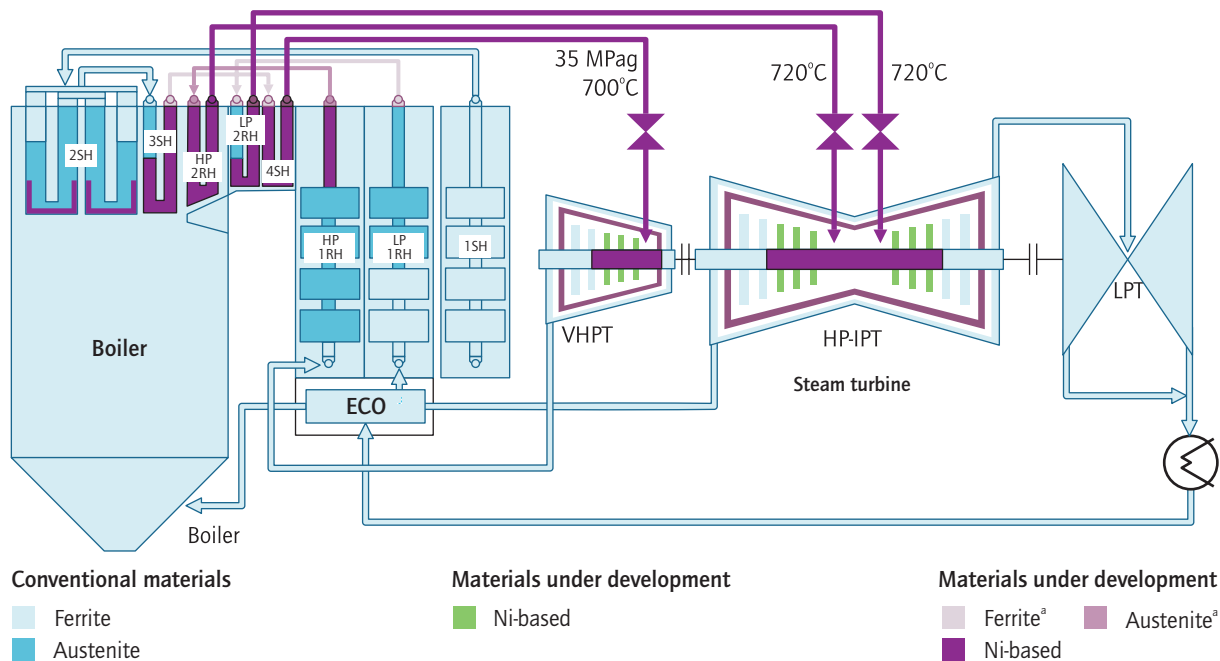 35 MPag
700°C
720°C
720°C
2SH
3SH
HP
2RH
LP
2RH
4SH
HP
1RH
LP
1RH
1SH
Boiler
ECO
VHPT
HP-IPT
LPT
Steam turbine
Boiler
Conventional materials
Ferrite
Austenite
Materials under development
Ni-based
Materials under development
Ferriteᵃ
Austeniteᵃ
Ni-based